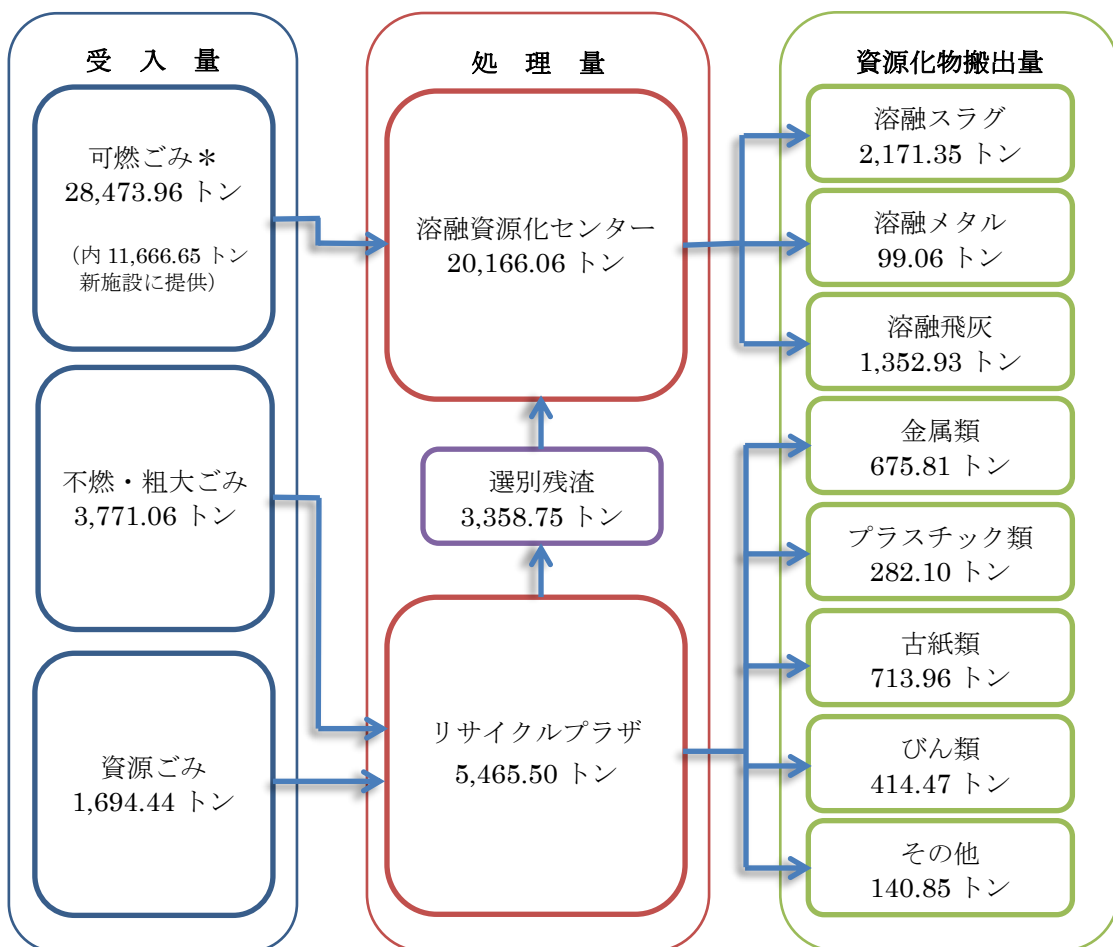 受 入 量
可燃ごみ＊
28,473.96 トン
（内 11,666.65 トン
新施設に提供）
不燃・粗大ごみ
3,771.06 トン
資源ごみ
1,694.44 トン
処 理 量
溶融資源化センター
20,166.06 トン
選別残渣
3,358.75 トン
リサイクルプラザ
5,465.50 トン
資源化物搬出量
溶融スラグ
2,171.35 トン
溶融メタル
99.06 トン
溶融飛灰
1,352.93 トン
金属類
675.81 トン
プラスチック類
282.10 トン
古紙類
713.96 トン
びん類
414.47 トン
その他
140.85 トン